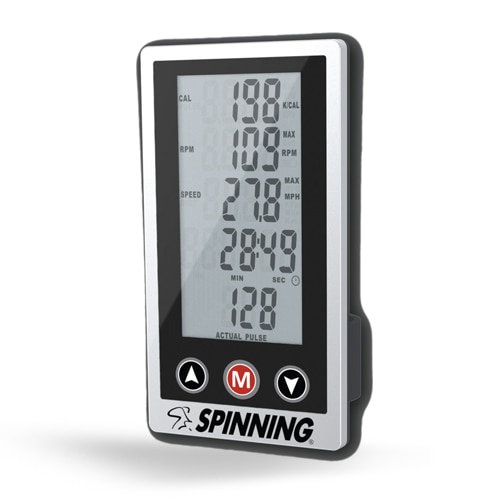 CAL 198 K/CAL
MAX
RPM 109 RPM
MAX
SPEED 27.8 MPH
28:49
MIN SEC
128
ACTUAL PULSE
M
SPINNING®